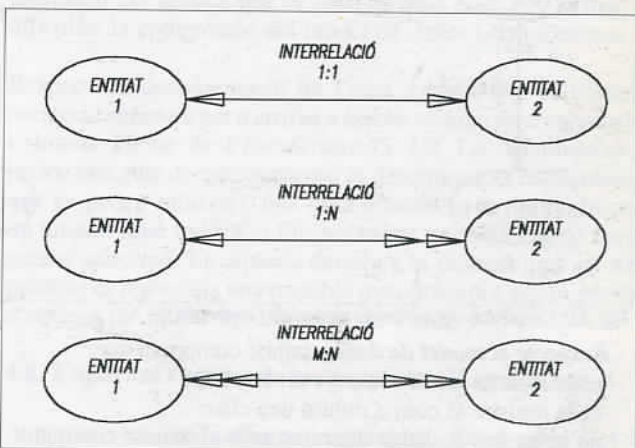 INTERRELACIÓ
1:1
ENTITAT
1
ENTITAT
2
INTERRELACIÓ
1:N
ENTITAT
1
ENTITAT
2
INTERRELACIÓ
M:N
ENTITAT
1
ENTITAT
2